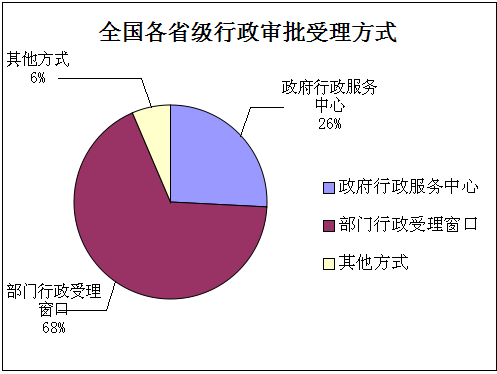 全国各省级行政审批受理方式
其他方式
6%
政府行政服务
中心
26%
政府行政服务中心
部门行政受理窗口
其他方式
部门行政受理
窗口
68%